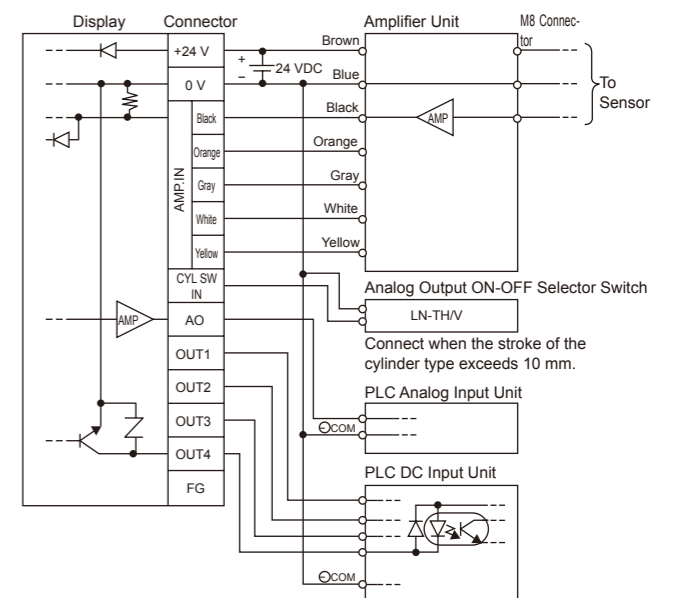 Display
Connector
Amplifier Unit
M8 Connec-
tor
+24 V
Brown
+
−
24 VDC
To
Sensor
0 V
Blue
Black
Black
AMP
Orange
Orange
AMP.IN
Gray
Gray
White
White
Yellow
Yellow
CYL SW
IN
Analog Output ON-OFF Selector Switch
LN-TH/V
Connect when the stroke of the
cylinder type exceeds 10 mm.
AMP
AO
OUT1
OUT2
OUT3
OUT4
FG
PLC Analog Input Unit
⊖COM
PLC DC Input Unit
⊖COM